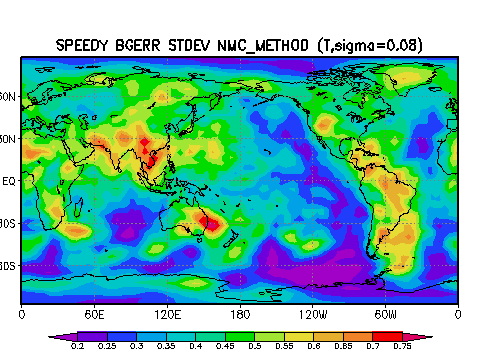 SPEEDY BGERR STDEV NMC_METHOD (T,sigma=0.08)
60N
30N
EQ
30S
60S
0 60E 120E 180 120W 60W 0
0.2 0.25 0.3 0.35 0.4 0.45 0.5 0.55 0.6 0.65 0.7 0.75